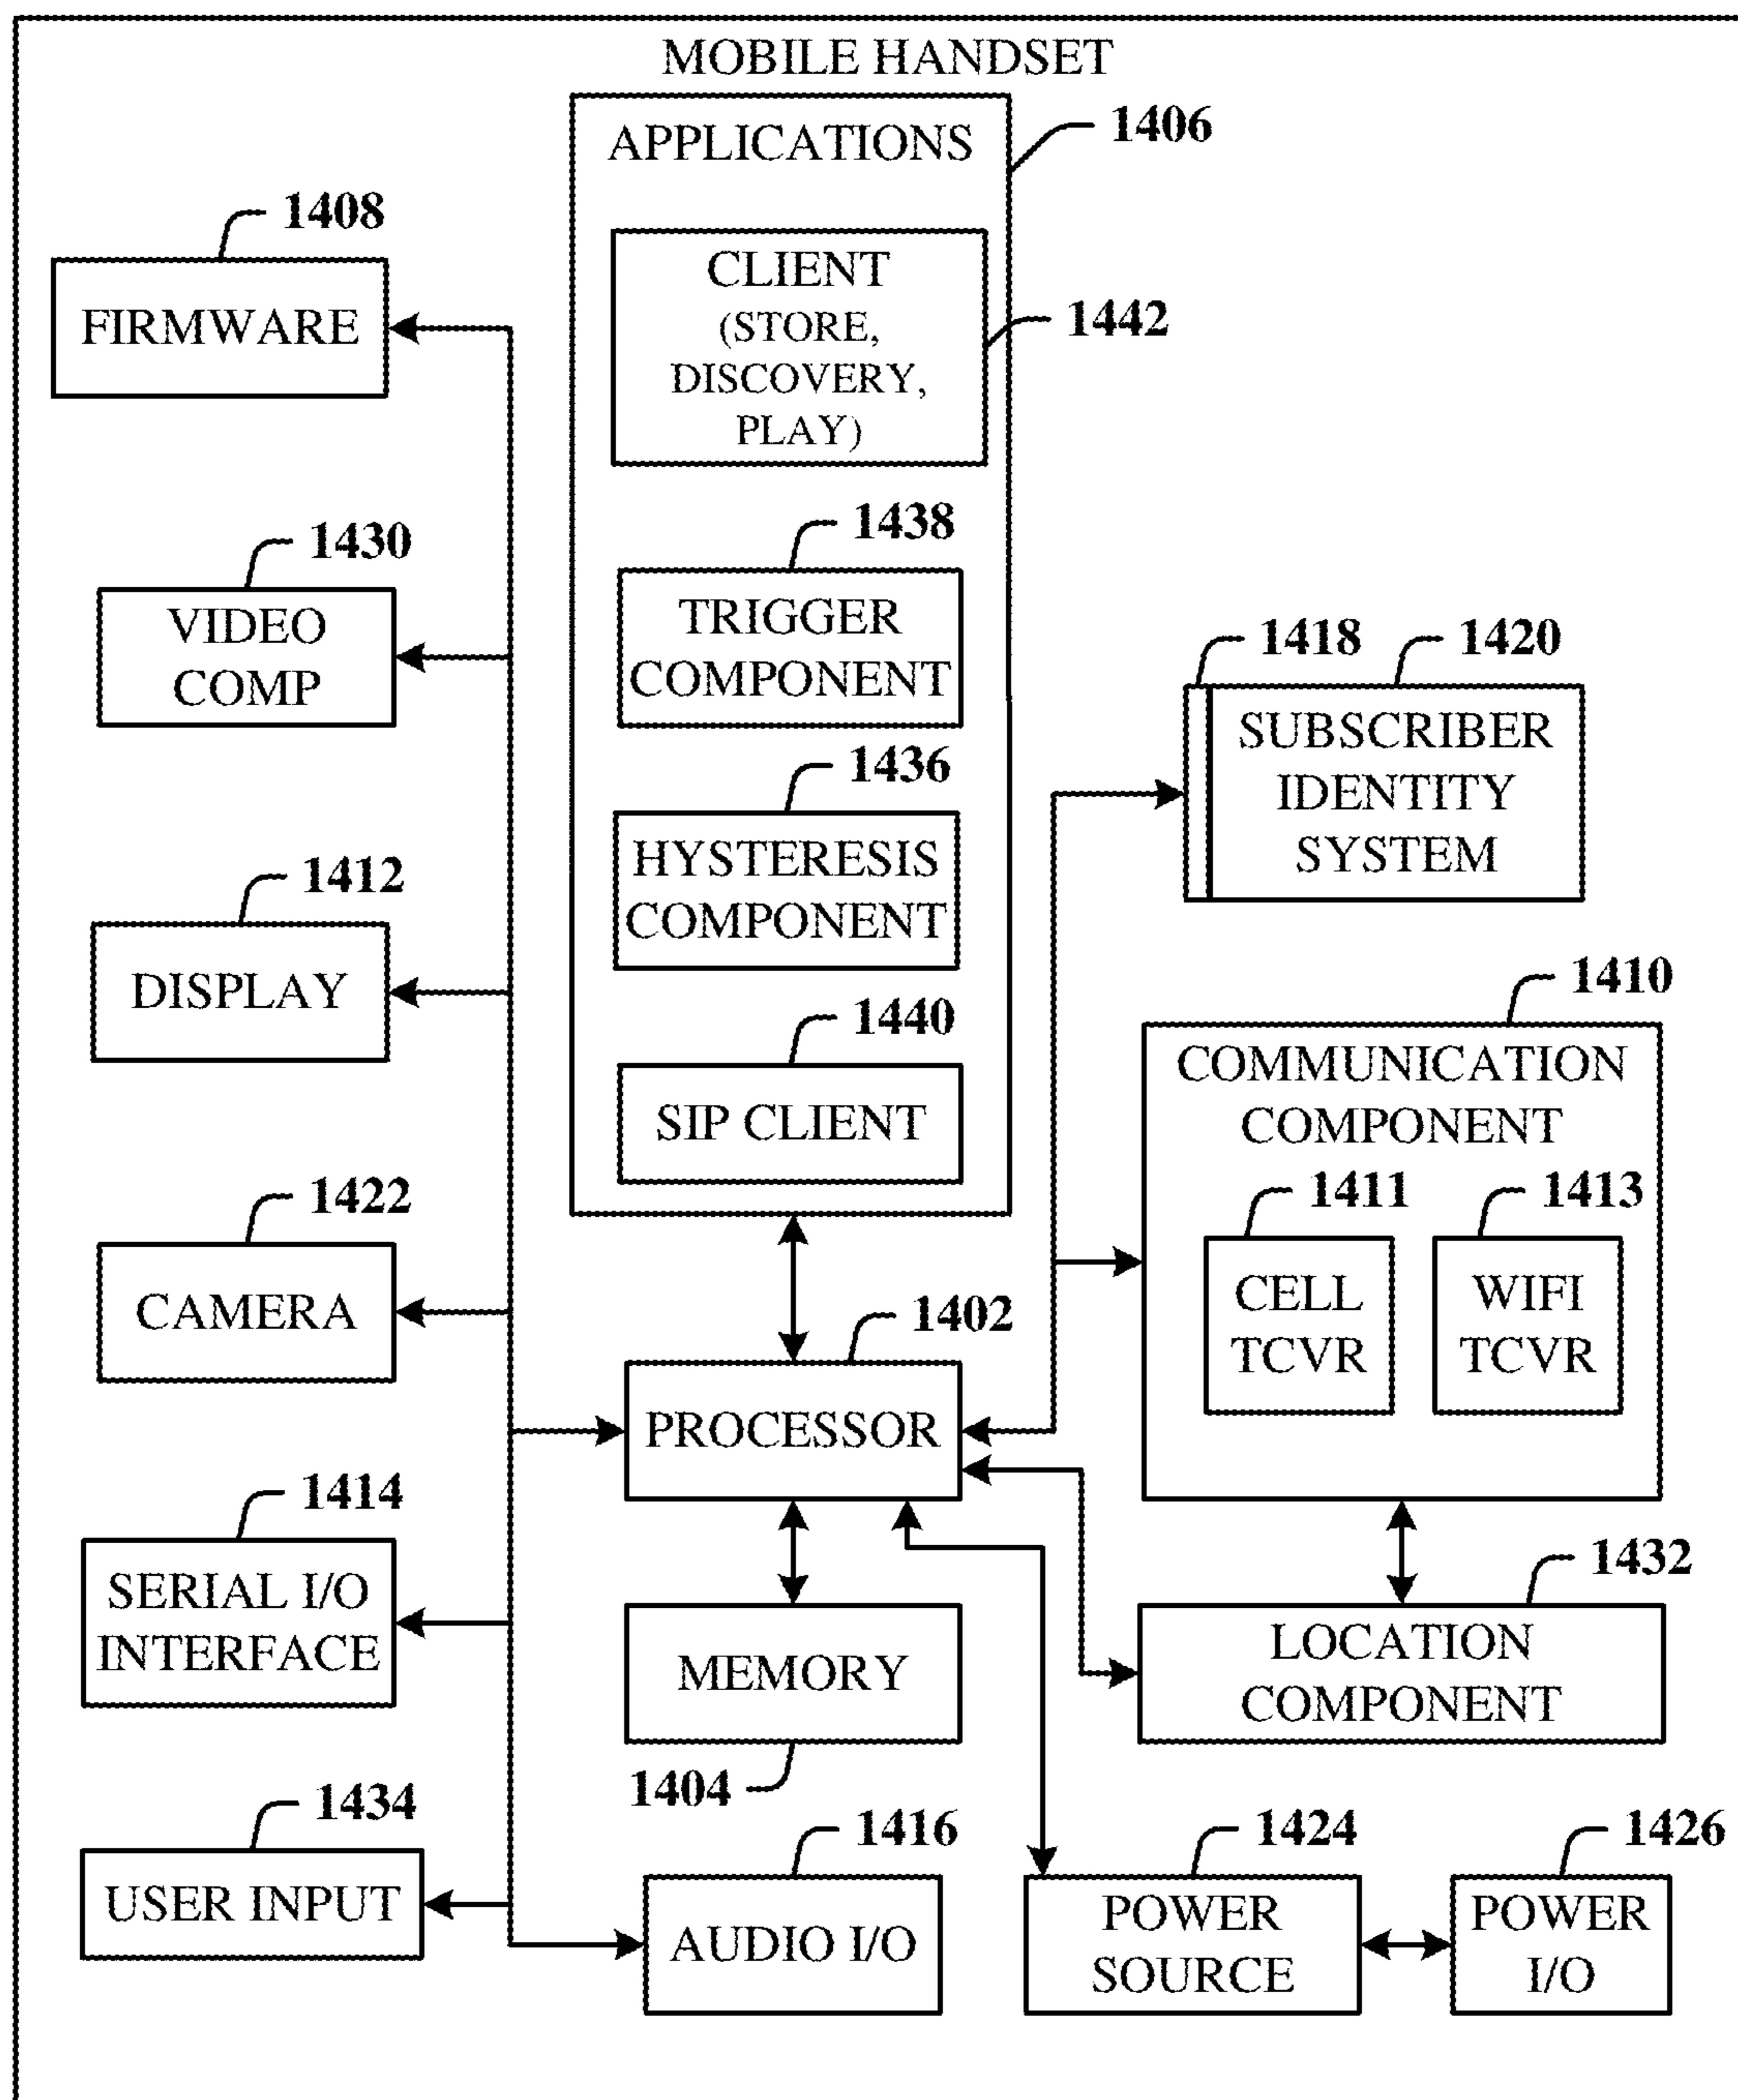 MOBILE HANDSET
APPLICATIONS
1406
1408
FIRMWARE
CLIENT
(STORE,
DISCOVERY,
PLAY)
1442
1430
VIDEO
COMP
1438
TRIGGER
COMPONENT
1418
1420
SUBSCRIBER
IDENTITY
SYSTEM
1436
HYSTERESIS
COMPONENT
1412
DISPLAY
1440
SIP CLIENT
1410
COMMUNICATION
COMPONENT
1411
CELL
TCVR
1413
WIFI
TCVR
1422
CAMERA
1402
PROCESSOR
1414
SERIAL I/O
INTERFACE
MEMORY
1404
1432
LOCATION
COMPONENT
1434
USER INPUT
1416
AUDIO I/O
1424
POWER
SOURCE
1426
POWER
I/O